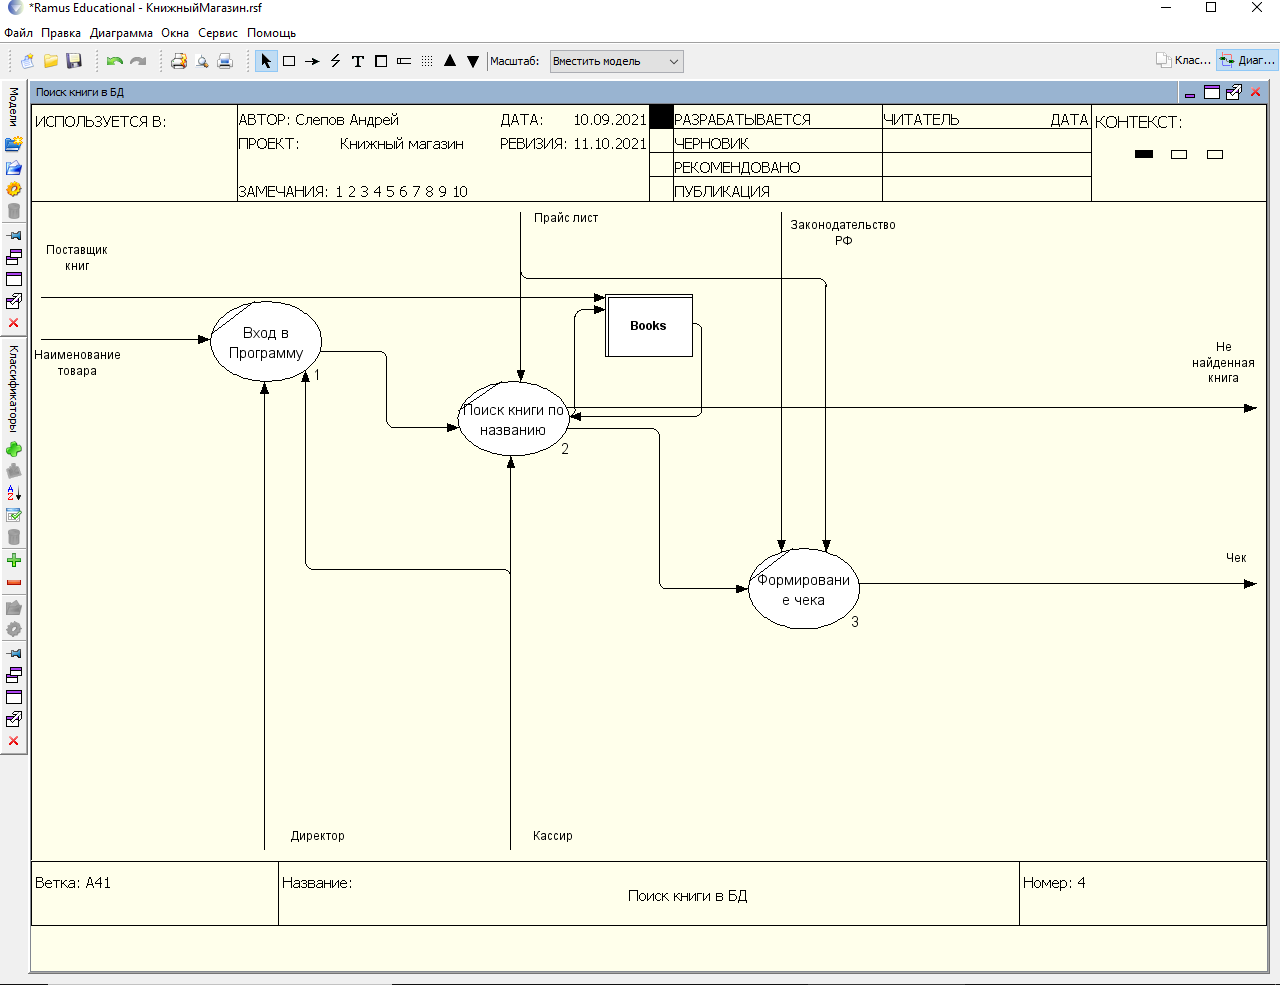 *Ramus Educational - КнижныйМагазин.rsf
Файл Правка Диаграмма Окна Сервис Помощь
Масштаб: Вместить модель Клас... Диаг...
Модели
Классификаторы
Поиск книги в БД
ИСПОЛЬЗУЕТСЯ В:
АВТОР: Слепов Андрей ДАТА: 10.09.2021
ПРОЕКТ: Книжный магазин РЕВИЗИЯ: 11.10.2021
ЗАМЕЧАНИЯ: 1 2 3 4 5 6 7 8 9 10
РАЗРАБАТЫВАЕТСЯ
ЧЕРНОВИК
РЕКОМЕНДОВАНО
ПУБЛИКАЦИЯ
ЧИТАТЕЛЬ ДАТА
КОНТЕКСТ:
Прайс лист
Законодательство
РФ
Поставщик
книг
Books
Вход в
Программу
1
Наименование
товара
Не
найденная
книга
Поиск книги по
названию
2
Чек
Формировани
е чека
3
Директор
Кассир
Ветка: A41
Название:
Поиск книги в БД
Номер: 4